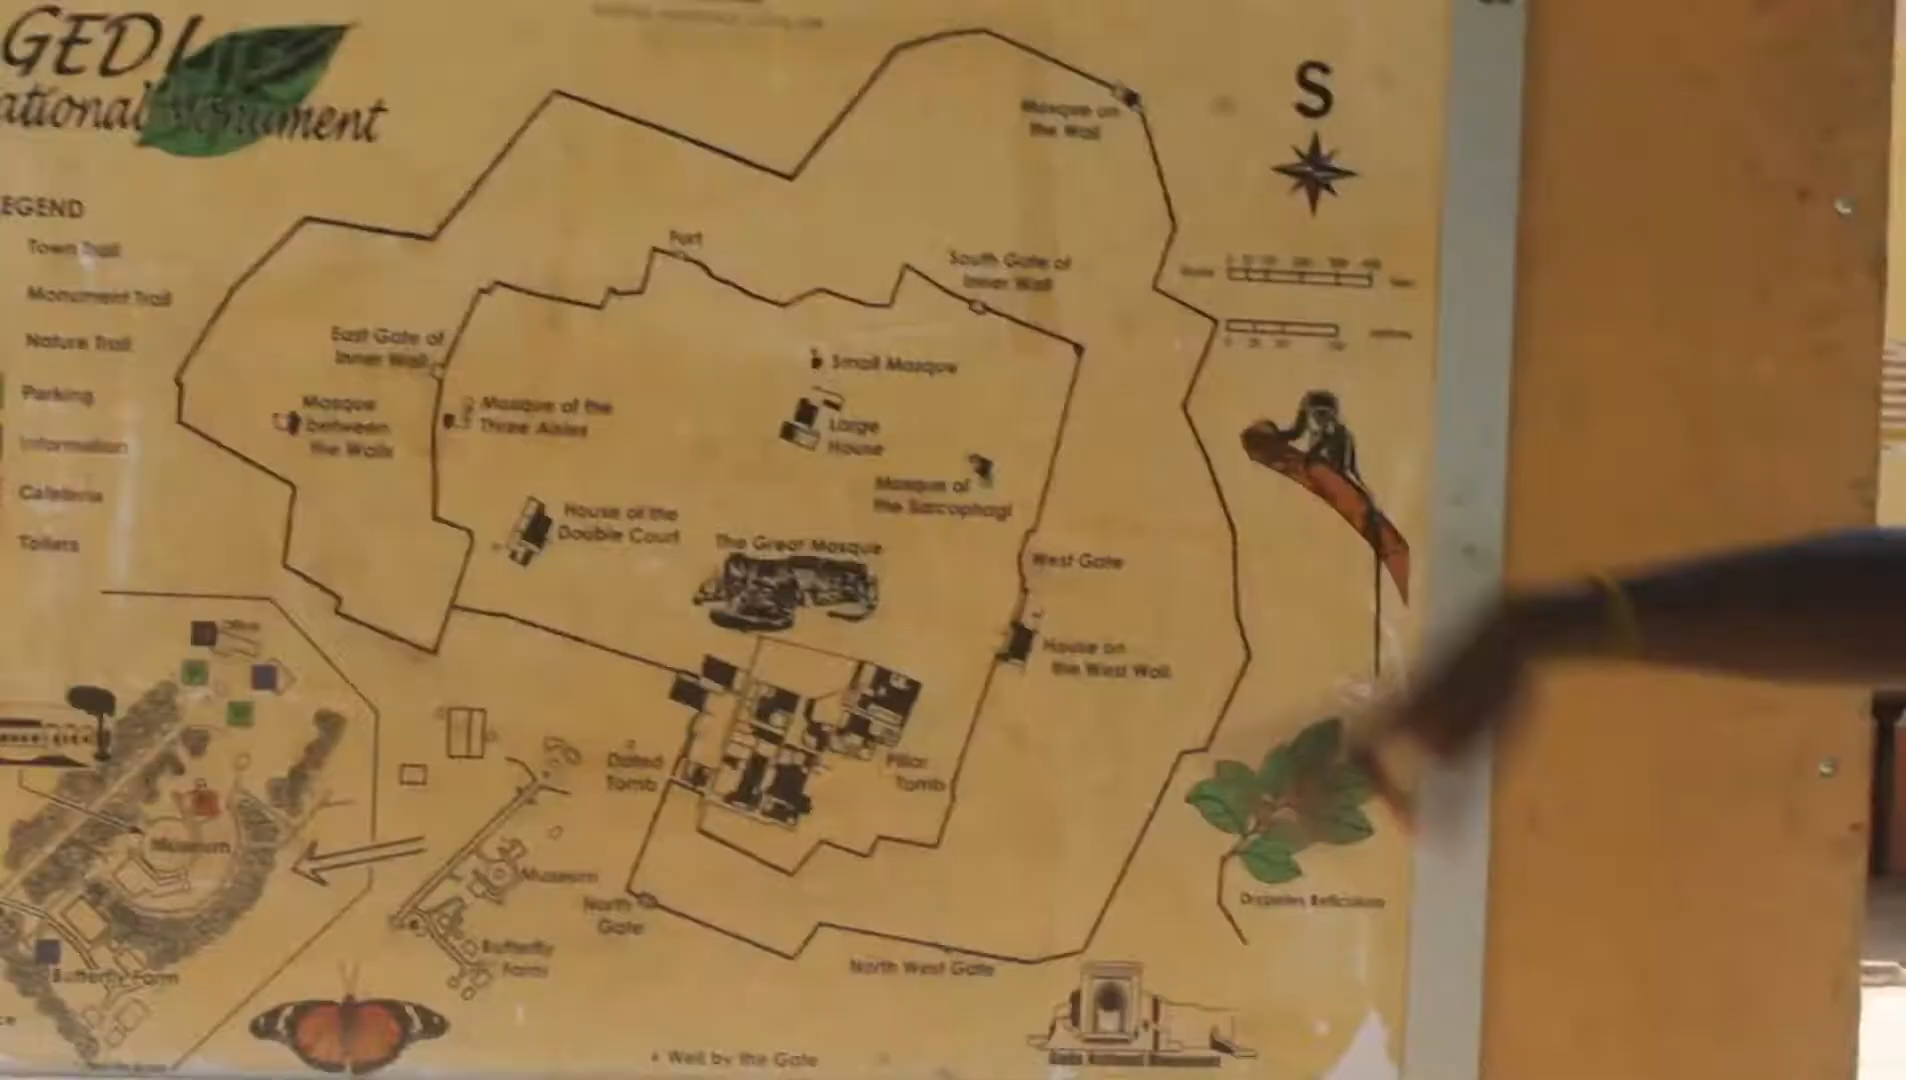 GEDI
ational Monument
S
Mosque on
the Wall
EGEND
Town Trail
Monument Trail
Nature Trail
Parking
Information
Cafeteria
Toilets
Fort
South Gate of
Inner Wall
East Gate of
Inner Wall
Small Mosque
Mosque
between
the Walls
Mosque of the
Three Aisles
Large
House
Mosque of
the Sarcophagi
House of the
Double Court
The Great Mosque
West Gate
House on
the West Wall
Office
Dated
Tomb
Pillar
Tomb
Museum
Museum
North
Gate
Butterfly
Farm
Butterfly Farm
North West Gate
Well by the Gate